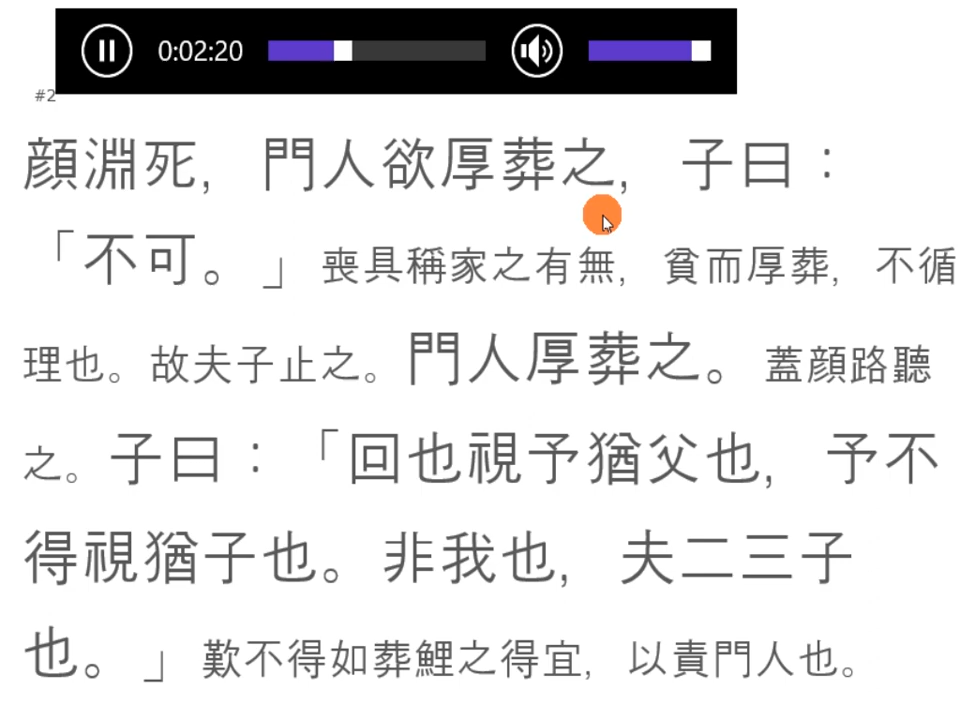 0:02:20
#2
顔淵死, 門人欲厚葬之, 子曰：
「不可。」喪具稱家之有無, 貧而厚葬, 不循
理也。故夫子止之。門人厚葬之。蓋顔路聽
之。子曰：「回也視予猶父也, 予不
得視猶子也。非我也, 夫二三子
也。」歎不得如葬鯉之得宜, 以責門人也。